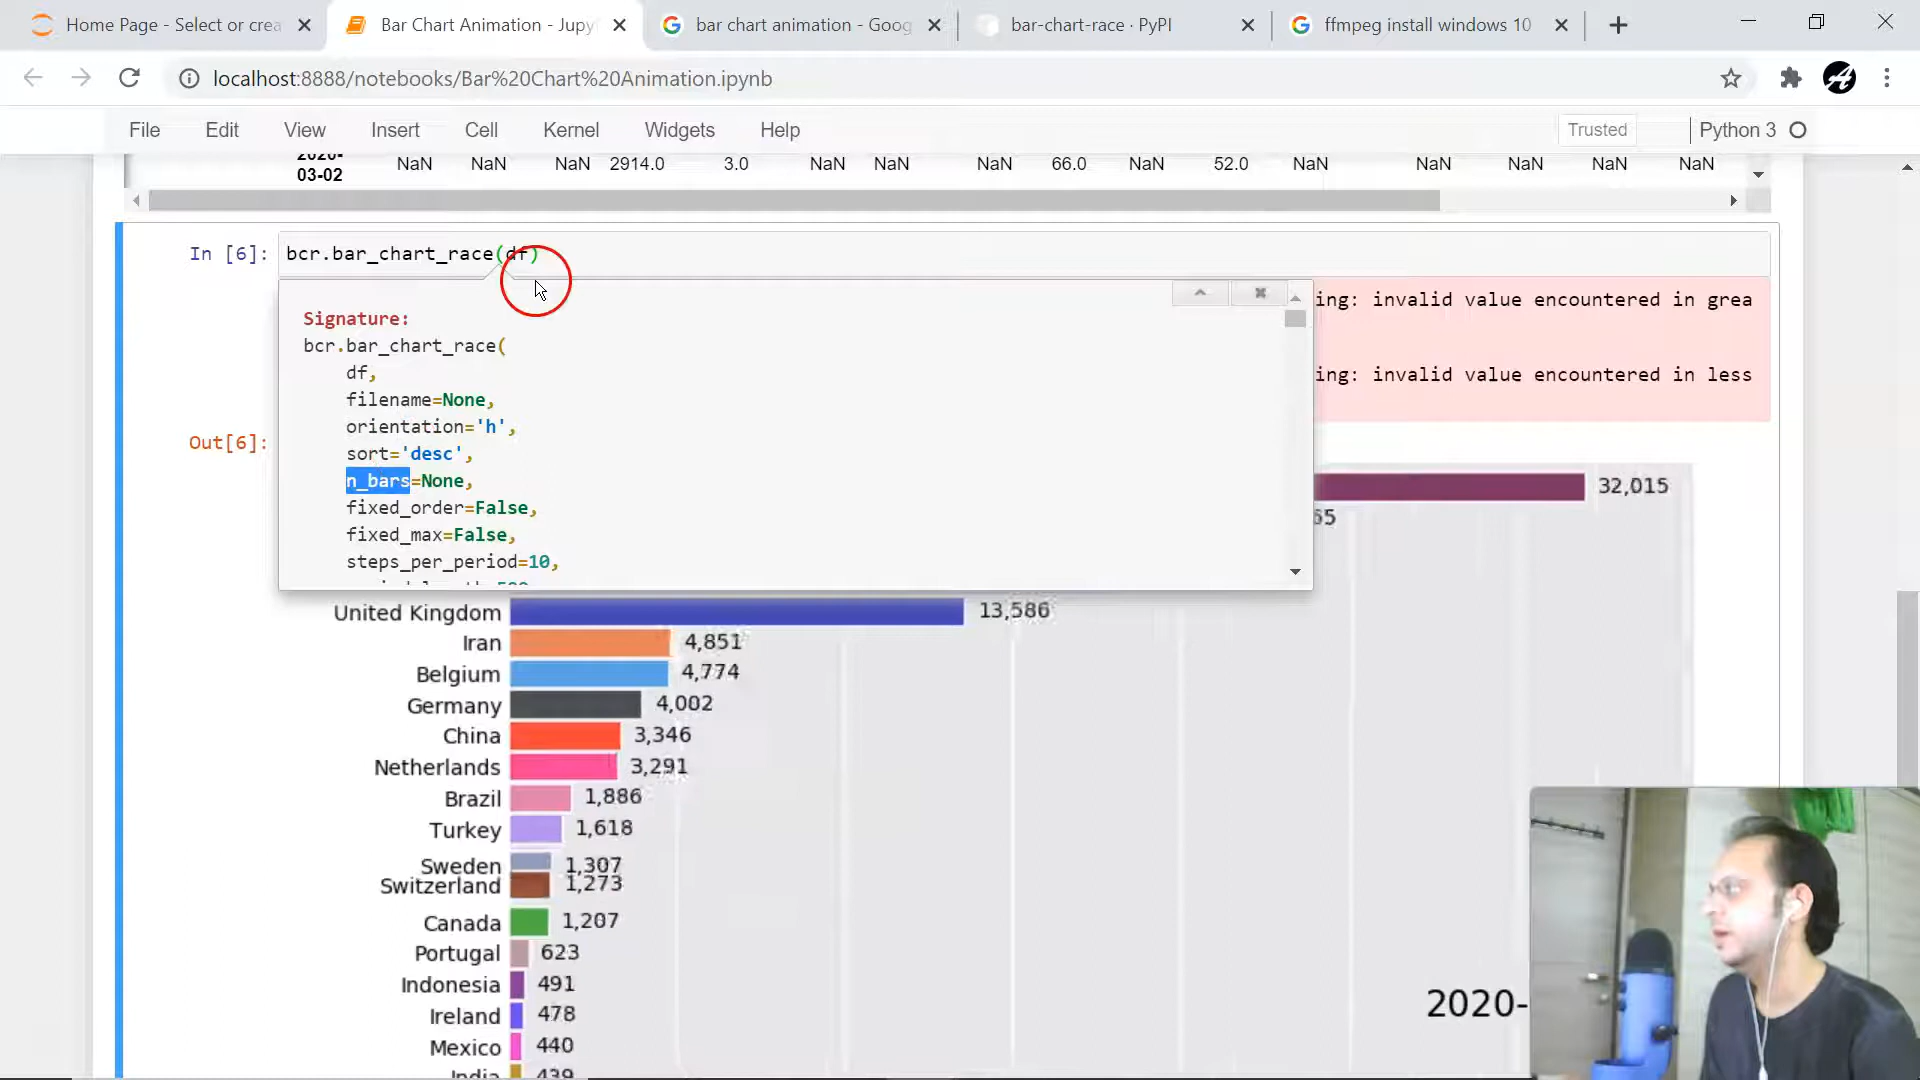 Home Page - Select or crea
Bar Chart Animation - Jupy
bar chart animation - Goog
bar-chart-race · PyPI
ffmpeg install windows 10
localhost:8888/notebooks/Bar%20Chart%20Animation.ipynb
File Edit View Insert Cell Kernel Widgets Help
Trusted
Python 3
2020-
03-02 NaN NaN NaN 2914.0 3.0 NaN NaN NaN 66.0 NaN 52.0 NaN NaN NaN NaN NaN
In [6]: bcr.bar_chart_race(df)
ing: invalid value encountered in grea
ing: invalid value encountered in less
Signature:
bcr.bar_chart_race(
df,
filename=None,
orientation='h',
sort='desc',
n_bars=None,
fixed_order=False,
fixed_max=False,
steps_per_period=10,
Out[6]:
32,015
65
United Kingdom 13,586
Iran 4,851
Belgium 4,774
Germany 4,002
China 3,346
Netherlands 3,291
Brazil 1,886
Turkey 1,618
Sweden 1,307
Switzerland 1,273
Canada 1,207
Portugal 623
Indonesia 491
Ireland 478
Mexico 440
India 439
2020-